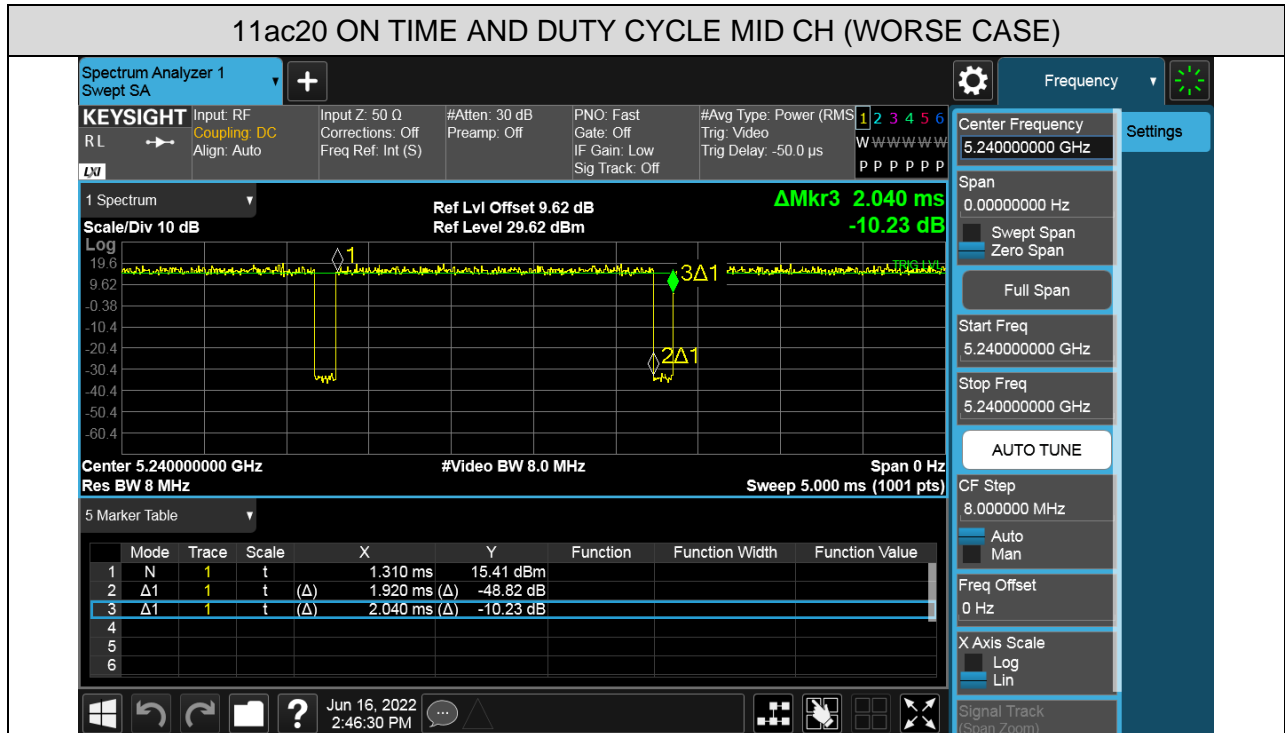 11ac20 ON TIME AND DUTY CYCLE MID CH (WORSE CASE)
Spectrum Analyzer 1
Swept SA
Frequency
KEYSIGHT
RL
LXI
Input: RF
Coupling: DC
Align: Auto
Input Z: 50 Ω
Corrections: Off
Freq Ref: Int (S)
#Atten: 30 dB
Preamp: Off
PNO: Fast
Gate: Off
IF Gain: Low
Sig Track: Off
#Avg Type: Power (RMS
Trig: Video
Trig Delay: -50.0 µs
1 2 3 4 5 6
W W W W W W
P P P P P P
1 Spectrum
Scale/Div 10 dB
Ref Lvl Offset 9.62 dB
Ref Level 29.62 dBm
ΔMkr3 2.040 ms
-10.23 dB
Log
19.6
9.62
-0.38
-10.4
-20.4
-30.4
-40.4
-50.4
-60.4
1
3Δ1
2Δ1
TRIG LVL
Center 5.240000000 GHz
#Video BW 8.0 MHz
Span 0 Hz
Res BW 8 MHz
Sweep 5.000 ms (1001 pts)
5 Marker Table
Mode Trace Scale X Y Function Function Width Function Value
1 N 1 t 1.310 ms 15.41 dBm
2 Δ1 1 t (Δ) 1.920 ms (Δ) -48.82 dB
3 Δ1 1 t (Δ) 2.040 ms (Δ) -10.23 dB
4
5
6
Jun 16, 2022
2:46:30 PM
Center Frequency
5.240000000 GHz
Settings
Span
0.00000000 Hz
Swept Span
Zero Span
Full Span
Start Freq
5.240000000 GHz
Stop Freq
5.240000000 GHz
AUTO TUNE
CF Step
8.000000 MHz
Auto
Man
Freq Offset
0 Hz
X Axis Scale
Log
Lin
Signal Track
(Span Zoom)